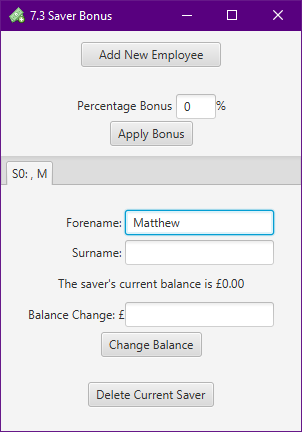 7.3 Saver Bonus
Add New Employee
Percentage Bonus 0 %
Apply Bonus
S0: , M
Forename: Matthew
Surname:
The saver's current balance is £0.00
Balance Change: £
Change Balance
Delete Current Saver